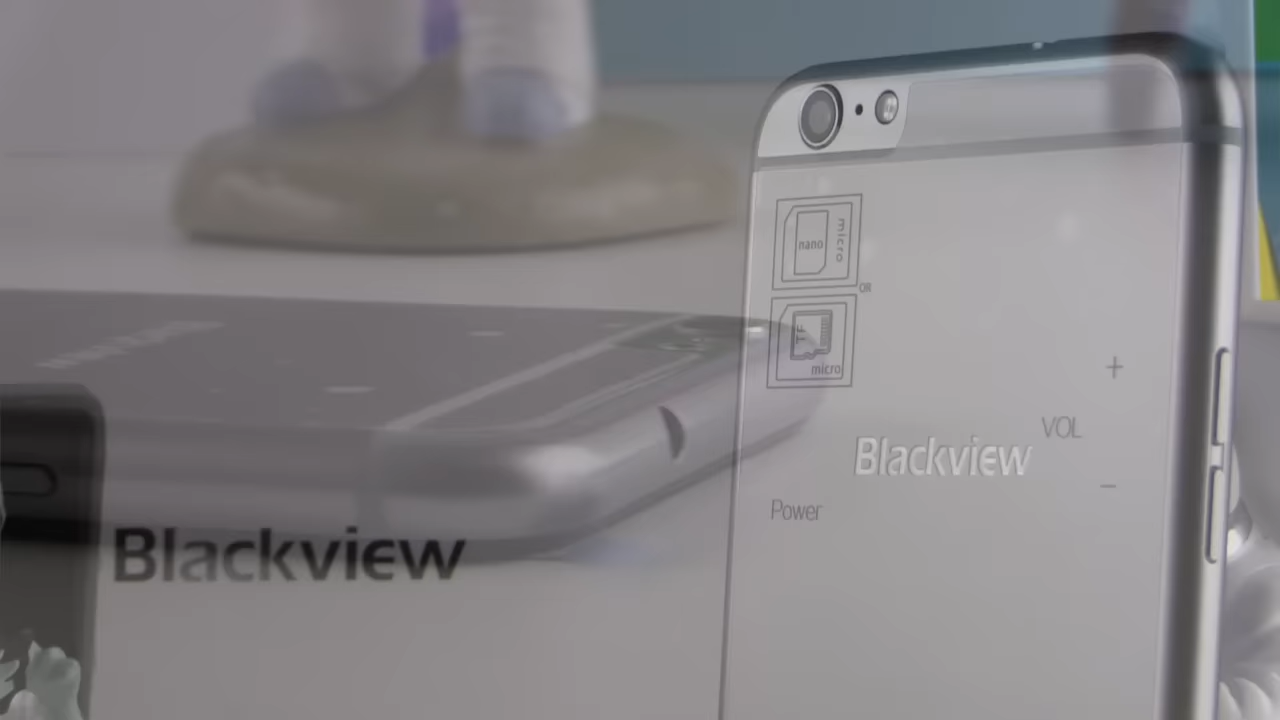 nano
micro
OR
TF
micro
+
VOL
Blackview
-
Power
Blackview